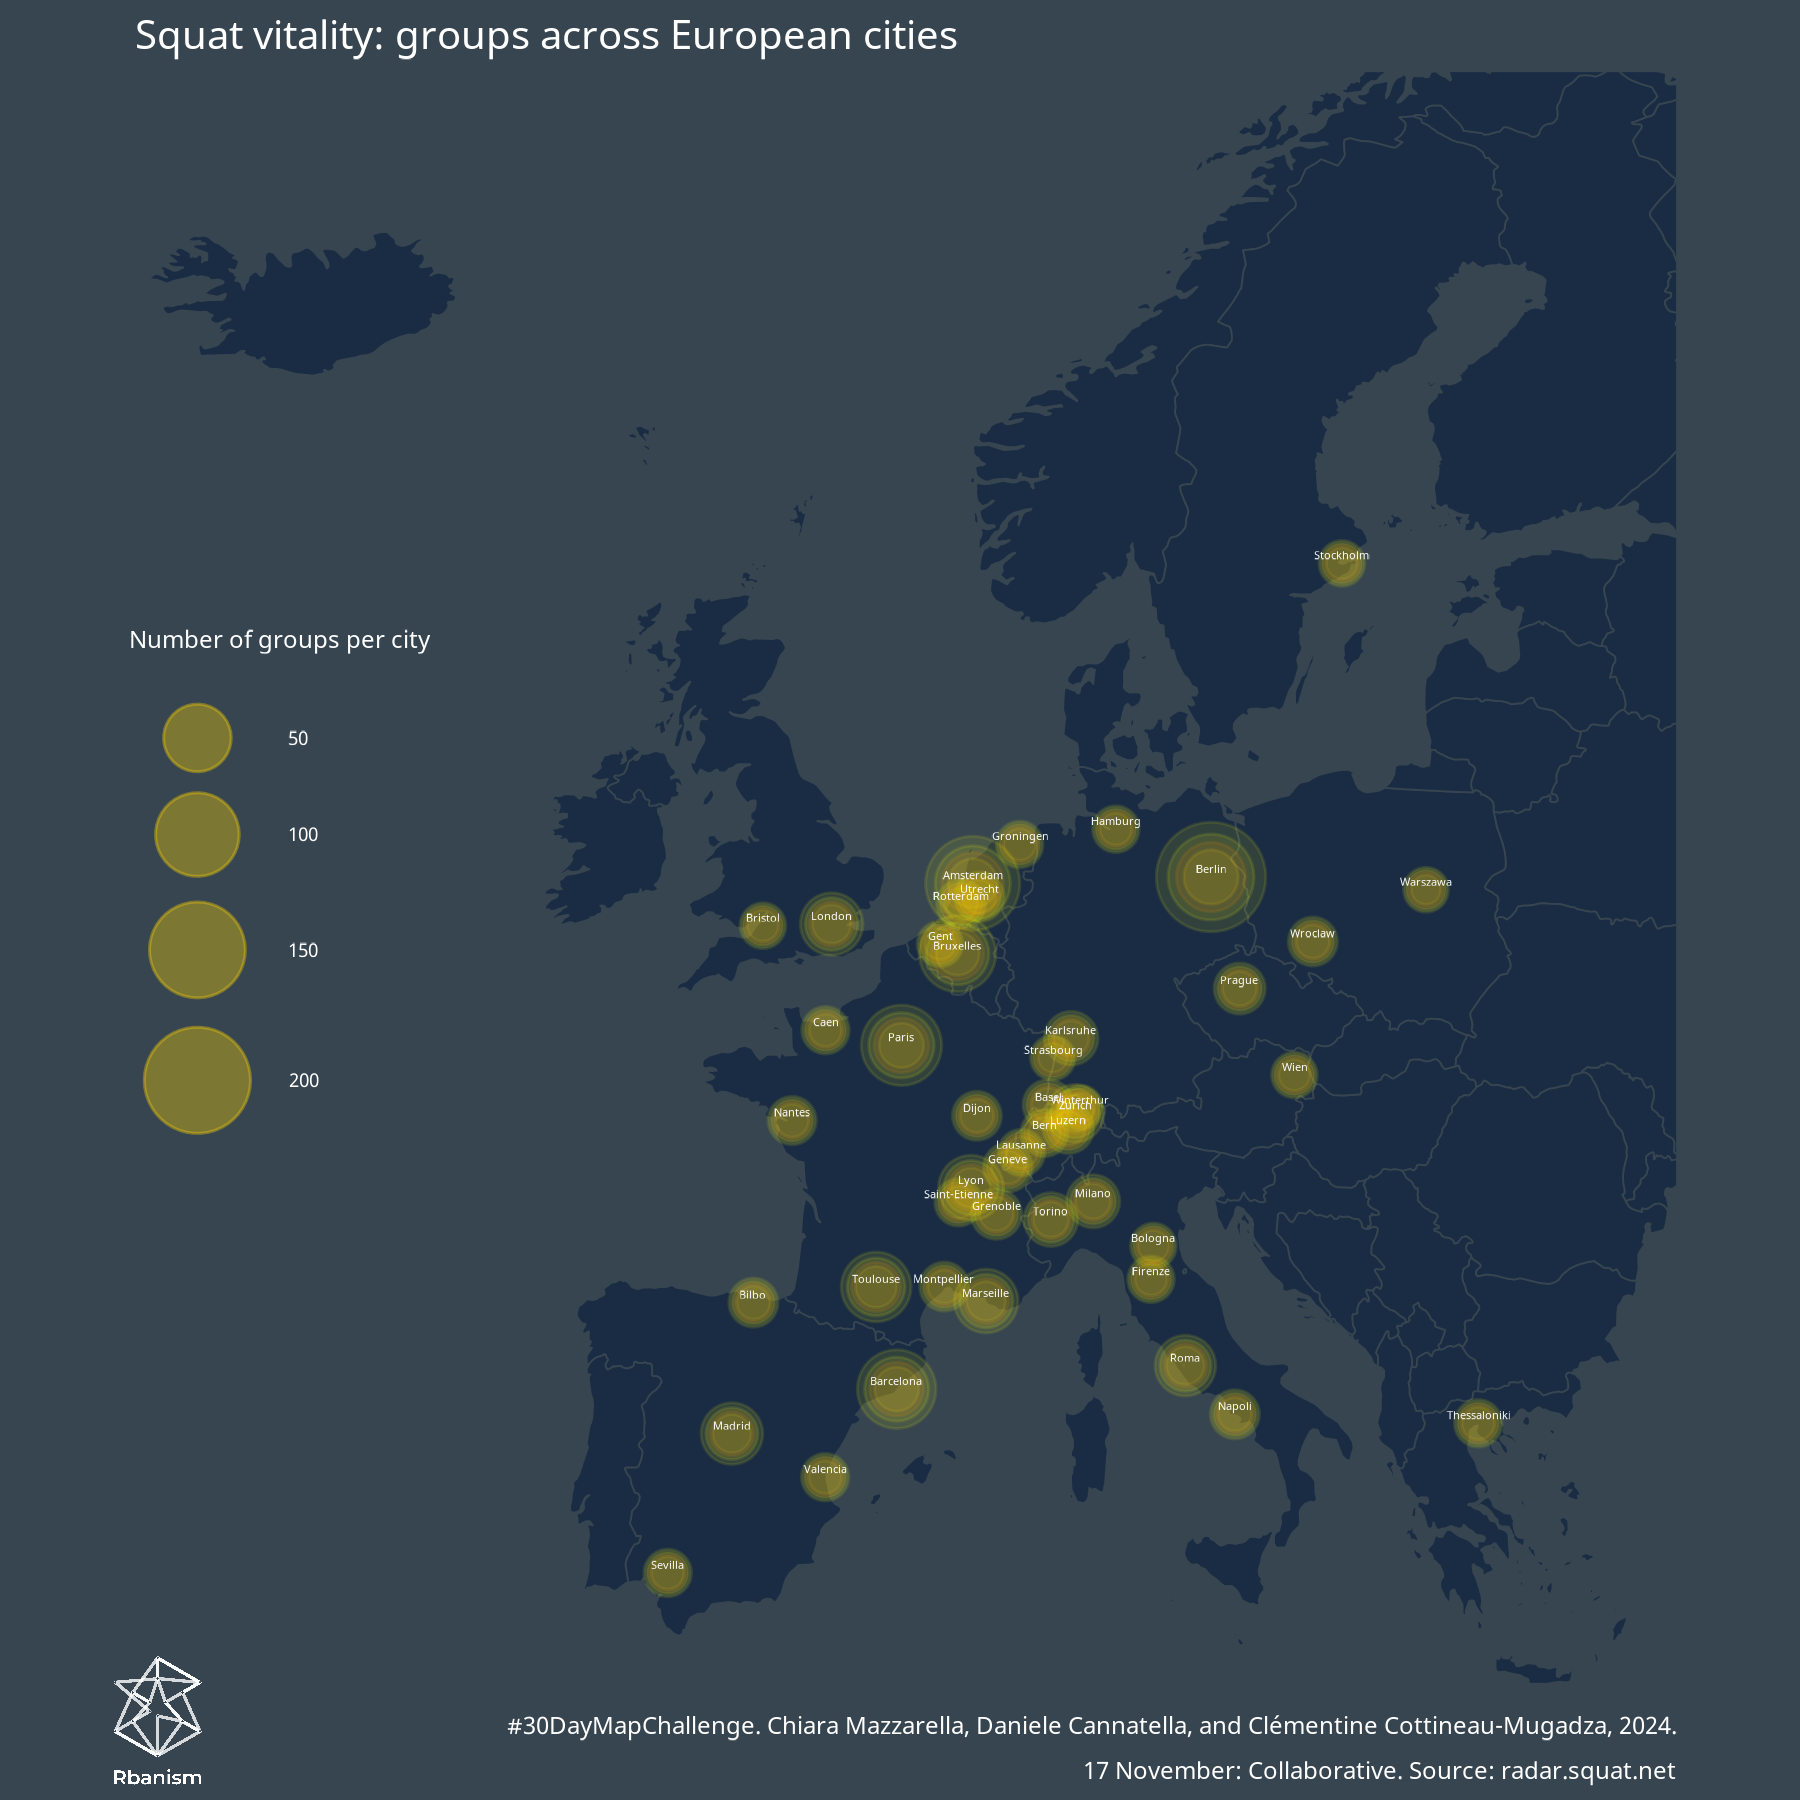 Squat vitality: groups across European cities
Stockholm
Number of groups per city
50
100
150
200
Hamburg
Groningen
Berlin
Amsterdam
Utrecht
Rotterdam
Warszawa
Bristol
London
Gent
Bruxelles
Wroclaw
Prague
Caen
Paris
Karlsruhe
Strasbourg
Wien
Basel
Winterthur
Zürich
Nantes
Dijon
Luzern
Bern
Lausanne
Geneve
Lyon
Saint-Etienne
Grenoble
Milano
Torino
Bologna
Firenze
Toulouse
Montpellier
Marseille
Bilbo
Roma
Barcelona
Napoli
Thessaloniki
Madrid
Valencia
Sevilla
#30DayMapChallenge. Chiara Mazzarella, Daniele Cannatella, and Clémentine Cottineau-Mugadza, 2024.
17 November: Collaborative. Source: radar.squat.net
Rbanism